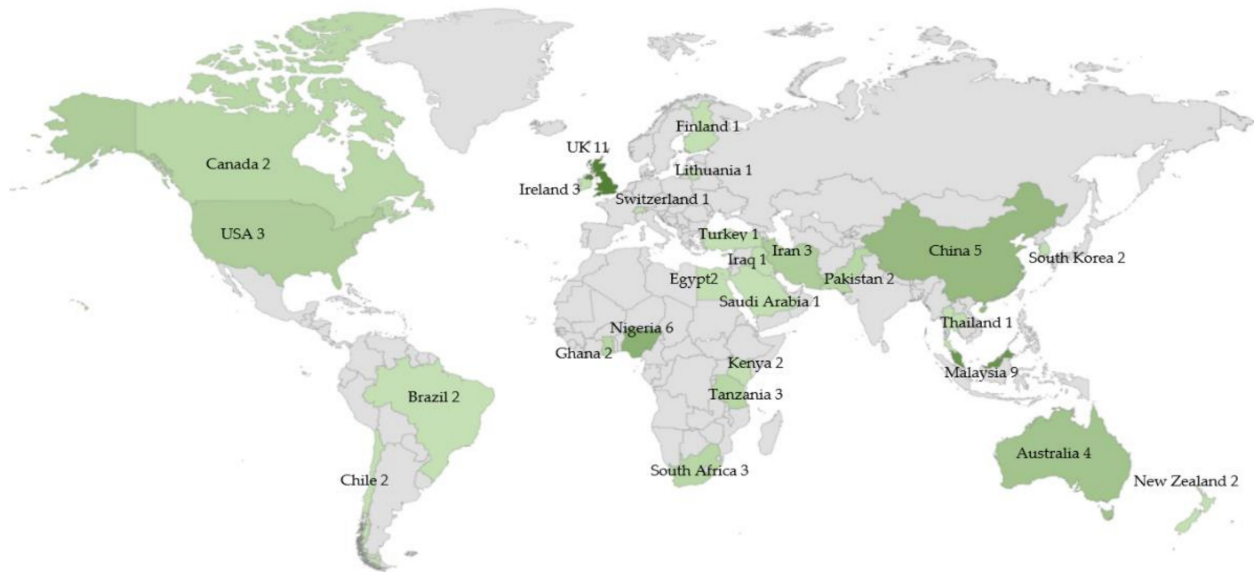 Finland 1
UK 11
Canada 2
Lithuania 1
Ireland 3
Switzerland 1
USA 3
Turkey 1
Iran 3
China 5
Iraq 1
South Korea 2
Egypt2
Pakistan 2
Saudi Arabia 1
Nigeria 6
Thailand 1
Ghana 2
Kenya 2
Malaysia 9
Brazil 2
Tanzania 3
Australia 4
South Africa 3
Chile 2
New Zealand 2